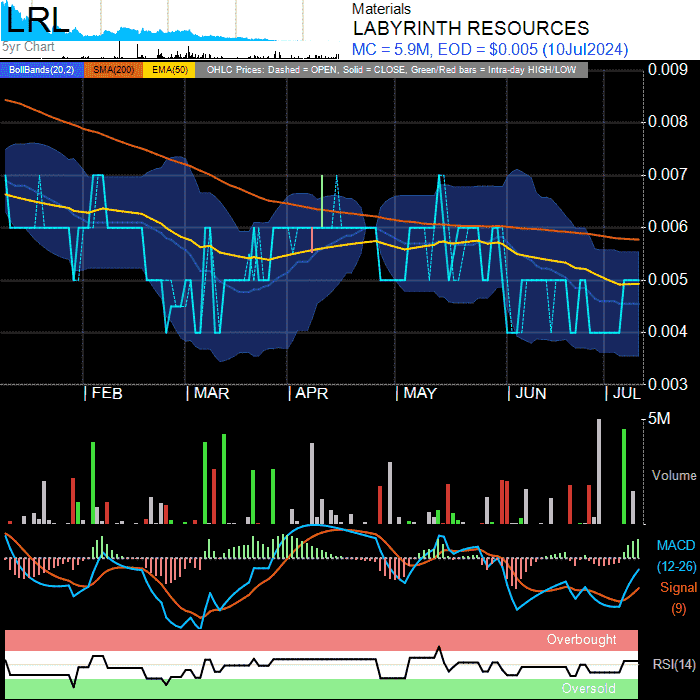 LRL
5yr Chart
Materials
LABYRINTH RESOURCES
MC = 5.9M, EOD = $0.005 (10Jul2024)
BollBands(20,2) SMA(200) EMA(50) OHLC Prices: Dashed = OPEN, Solid = CLOSE, Green/Red bars = Intra-day HIGH/LOW
0.009
0.008
0.007
0.006
0.005
0.004
0.003
FEB MAR APR MAY JUN JUL
5M
Volume
MACD
(12-26)
Signal
(9)
Overbought
RSI(14)
Oversold